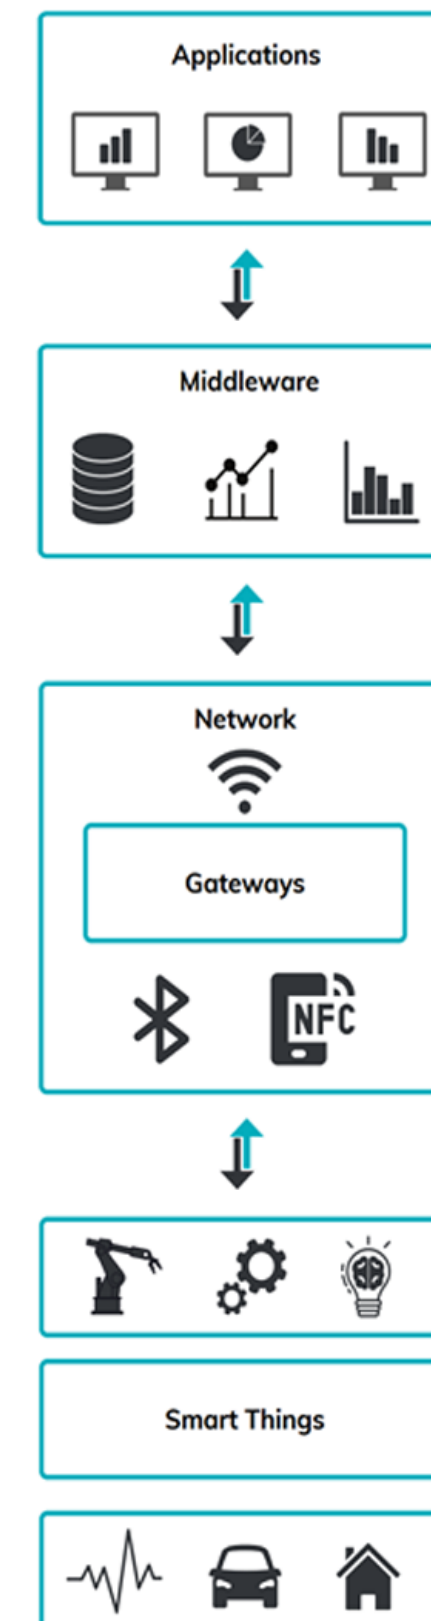 Applications
Middleware
Network
Gateways
NFC
Smart Things